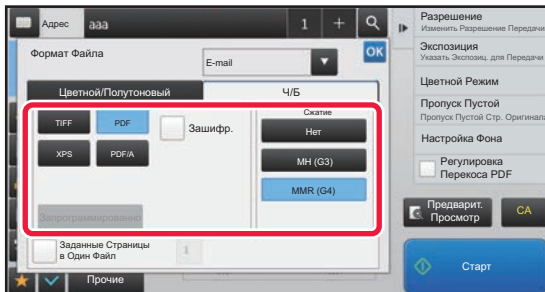 Адрес
aaa
1
Формат Файла
E-mail
OK
Цветной/Полутоновый
Ч/Б
TIFF
PDF
Зашифр.
XPS
PDF/A
Запрограммированно
Сжатие
Нет
MH (G3)
MMR (G4)
Заданные Страницы
в Один Файл
1
Прочие
Разрешение
Изменить Разрешение Передачи
Экспозиция
Указать Экспозиц. для Передачи
Цветной Режим
Пропуск Пустой
Пропуск Пустой Стр. Оригинала
Настройка Фона
Регулировка
Перекоса PDF
Предварит.
Просмотр
CA
Старт